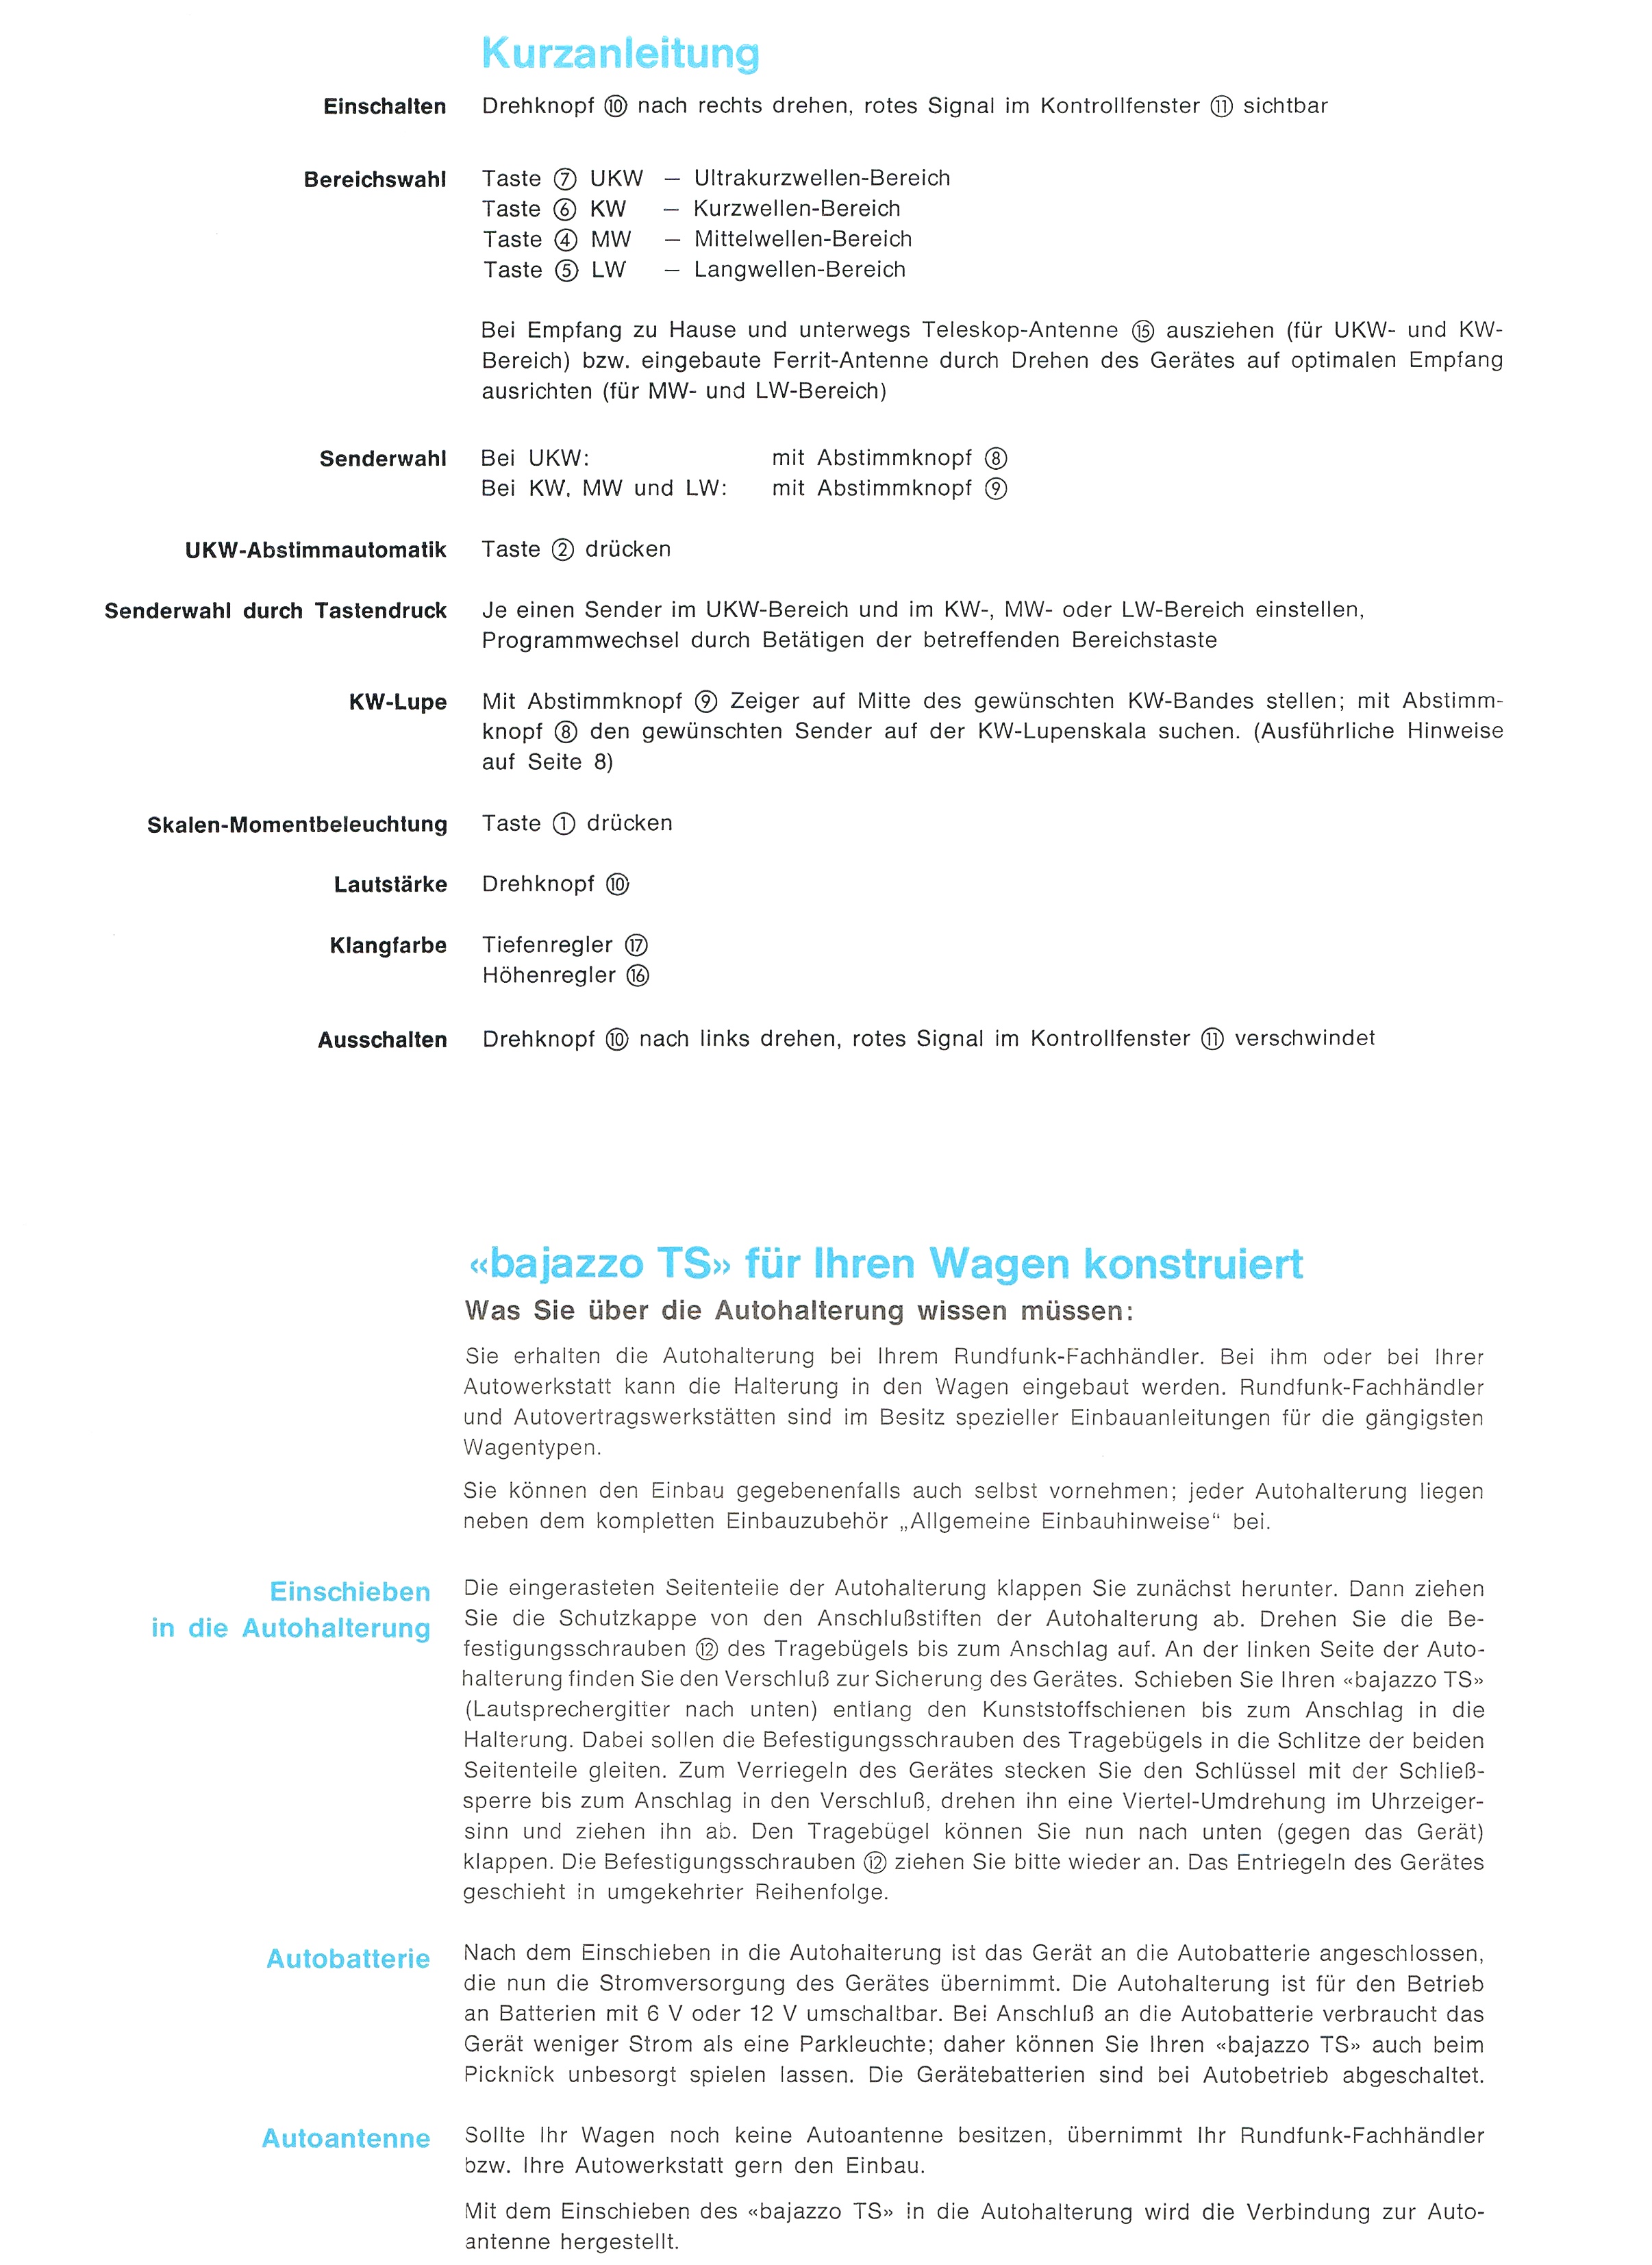 Kurzanleitung
Einschalten Drehknopf ⑩ nach rechts drehen, rotes Signal im Kontrollfenster ⑪ sichtbar
Bereichswahl Taste ⑦ UKW — Ultrakurzwellen-Bereich
Taste ⑥ KW — Kurzwellen-Bereich
Taste ④ MW — Mittelwellen-Bereich
Taste ⑤ LW — Langwellen-Bereich
Bei Empfang zu Hause und unterwegs Teleskop-Antenne ⑮ ausziehen (für UKW- und KW-
Bereich) bzw. eingebaute Ferrit-Antenne durch Drehen des Gerätes auf optimalen Empfang
ausrichten (für MW- und LW-Bereich)
Senderwahl Bei UKW: mit Abstimmknopf ⑧
Bei KW, MW und LW: mit Abstimmknopf ⑨
UKW-Abstimmautomatik Taste ② drücken
Senderwahl durch Tastendruck Je einen Sender im UKW-Bereich und im KW-, MW- oder LW-Bereich einstellen,
Programmwechsel durch Betätigen der betreffenden Bereichstaste
KW-Lupe Mit Abstimmknopf ⑨ Zeiger auf Mitte des gewünschten KW-Bandes stellen; mit Abstimm-
knopf ⑧ den gewünschten Sender auf der KW-Lupenskala suchen. (Ausführliche Hinweise
auf Seite 8)
Skalen-Momentbeleuchtung Taste ① drücken
Lautstärke Drehknopf ⑩
Klangfarbe Tiefenregler ⑰
Höhenregler ⑯
Ausschalten Drehknopf ⑩ nach links drehen, rotes Signal im Kontrollfenster ⑪ verschwindet
«bajazzo TS» für Ihren Wagen konstruiert
Was Sie über die Autohalterung wissen müssen:
Sie erhalten die Autohalterung bei Ihrem Rundfunk-Fachhändler. Bei ihm oder bei Ihrer
Autowerkstatt kann die Halterung in den Wagen eingebaut werden. Rundfunk-Fachhändler
und Autovertragswerkstätten sind im Besitz spezieller Einbauanleitungen für die gängigsten
Wagentypen.
Sie können den Einbau gegebenenfalls auch selbst vornehmen; jeder Autohalterung liegen
neben dem kompletten Einbauzubehör „Allgemeine Einbauhinweise“ bei.
Einschieben
in die Autohalterung
Die eingerasteten Seitenteile der Autohalterung klappen Sie zunächst herunter. Dann ziehen
Sie die Schutzkappe von den Anschlußstiften der Autohalterung ab. Drehen Sie die Be-
festigungsschrauben ⑫ des Tragebügels bis zum Anschlag auf. An der linken Seite der Auto-
halterung finden Sie den Verschluß zur Sicherung des Gerätes. Schieben Sie Ihren «bajazzo TS»
(Lautsprechergitter nach unten) entlang den Kunststoffschienen bis zum Anschlag in die
Halterung. Dabei sollen die Befestigungsschrauben des Tragebügels in die Schlitze der beiden
Seitenteile gleiten. Zum Verriegeln des Gerätes stecken Sie den Schlüssel mit der Schließ-
sperre bis zum Anschlag in den Verschluß, drehen ihn eine Viertel-Umdrehung im Uhrzeiger-
sinn und ziehen ihn ab. Den Tragebügel können Sie nun nach unten (gegen das Gerät)
klappen. Die Befestigungsschrauben ⑫ ziehen Sie bitte wieder an. Das Entriegeln des Gerätes
geschieht in umgekehrter Reihenfolge.
Autobatterie Nach dem Einschieben in die Autohalterung ist das Gerät an die Autobatterie angeschlossen,
die nun die Stromversorgung des Gerätes übernimmt. Die Autohalterung ist für den Betrieb
an Batterien mit 6 V oder 12 V umschaltbar. Bei Anschluß an die Autobatterie verbraucht das
Gerät weniger Strom als eine Parkleuchte; daher können Sie Ihren «bajazzo TS» auch beim
Picknick unbesorgt spielen lassen. Die Gerätebatterien sind bei Autobetrieb abgeschaltet.
Autoantenne Sollte Ihr Wagen noch keine Autoantenne besitzen, übernimmt Ihr Rundfunk-Fachhändler
bzw. Ihre Autowerkstatt gern den Einbau.
Mit dem Einschieben des «bajazzo TS» in die Autohalterung wird die Verbindung zur Auto-
antenne hergestellt.